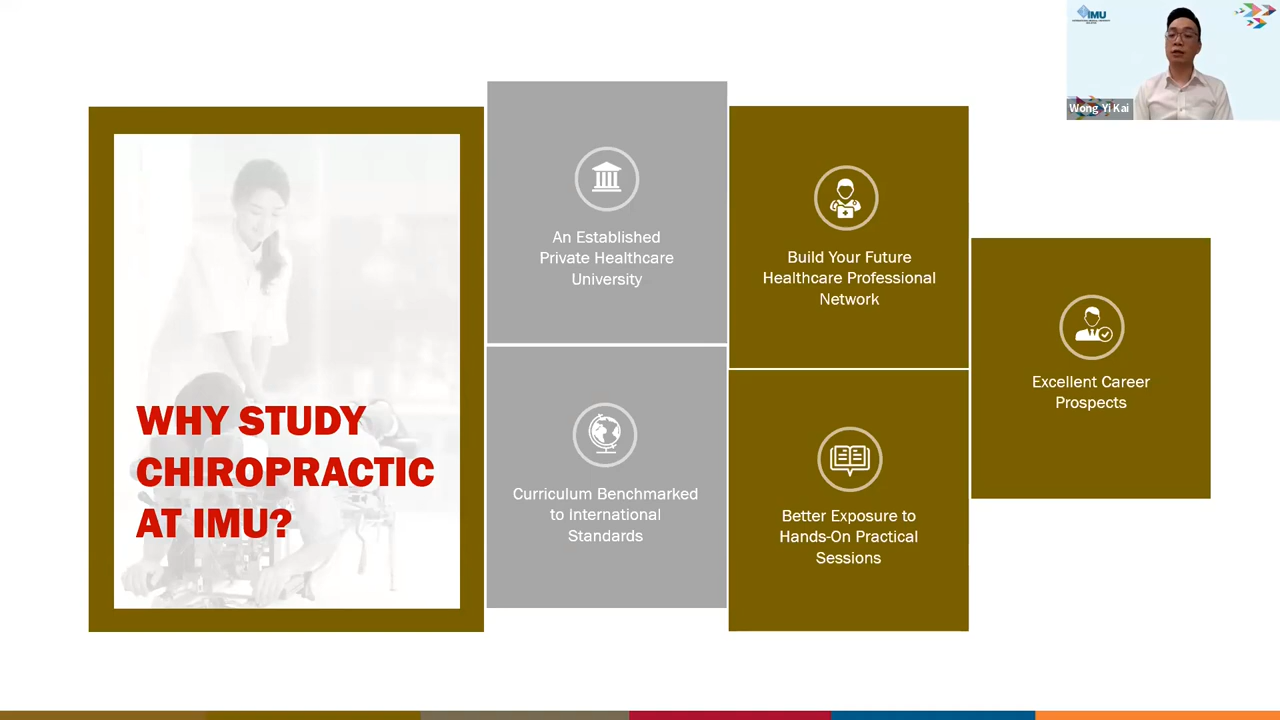 IMU
Wong Yi Kai
An Established
Private Healthcare
University
Build Your Future
Healthcare Professional
Network
Excellent Career
Prospects
WHY STUDY
CHIROPRACTIC
AT IMU?
Curriculum Benchmarked
to International
Standards
Better Exposure to
Hands-On Practical
Sessions